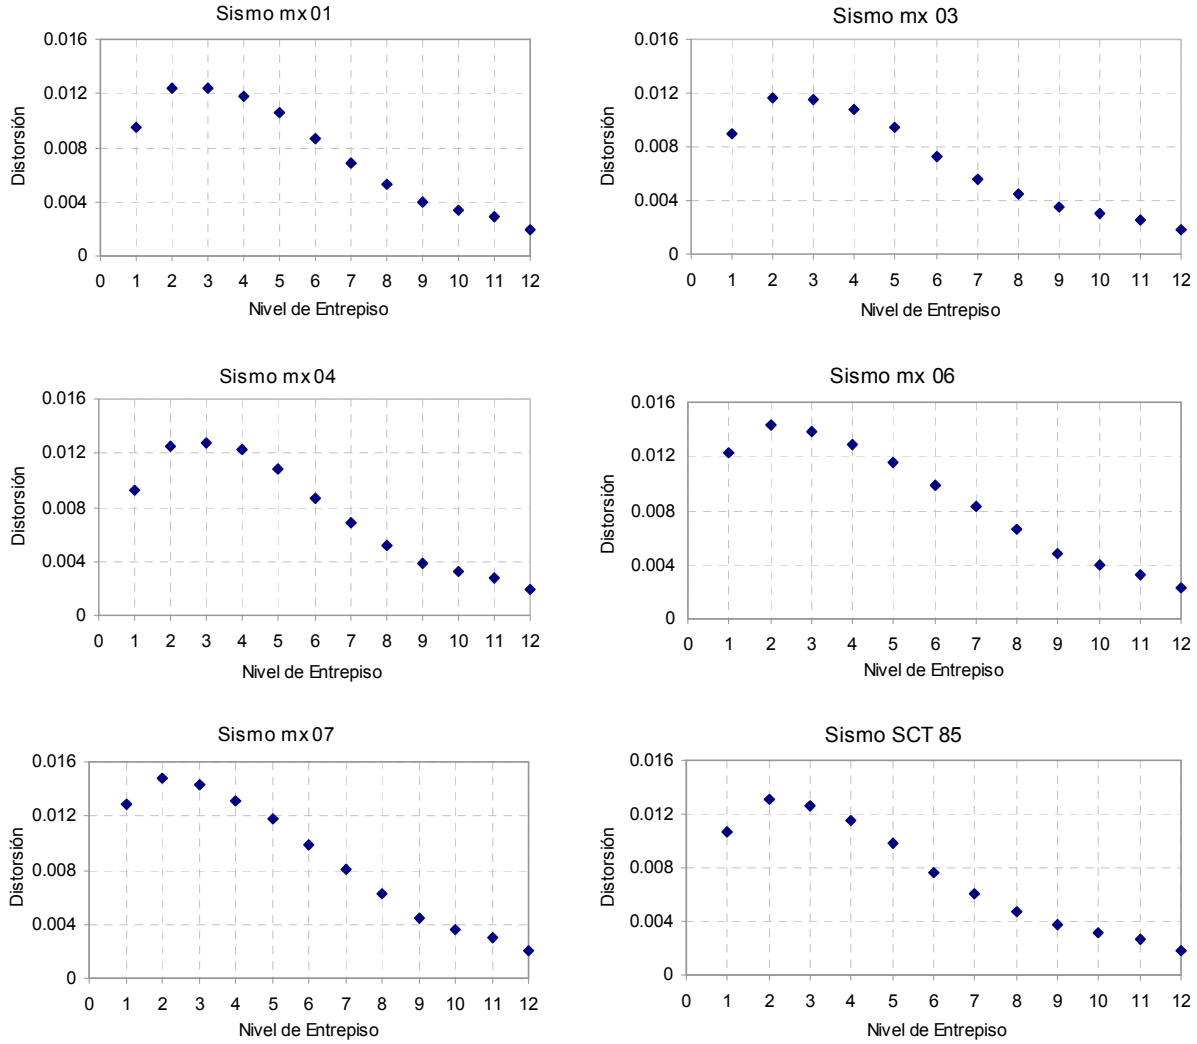 Sismo mx 01
0.016
0.012
0.008
0.004
0
Distorsión
0 1 2 3 4 5 6 7 8 9 10 11 12
Nivel de Entrepiso
Sismo mx 03
0.016
0.012
0.008
0.004
0
Distorsión
0 1 2 3 4 5 6 7 8 9 10 11 12
Nivel de Entrepiso
Sismo mx 04
0.016
0.012
0.008
0.004
0
Distorsión
0 1 2 3 4 5 6 7 8 9 10 11 12
Nivel de Entrepiso
Sismo mx 06
0.016
0.012
0.008
0.004
0
Distorsión
0 1 2 3 4 5 6 7 8 9 10 11 12
Nivel de Entrepiso
Sismo mx 07
0.016
0.012
0.008
0.004
0
Distorsión
0 1 2 3 4 5 6 7 8 9 10 11 12
Nivel de Entrepiso
Sismo SCT 85
0.016
0.012
0.008
0.004
0
Distorsión
0 1 2 3 4 5 6 7 8 9 10 11 12
Nivel de Entrepiso